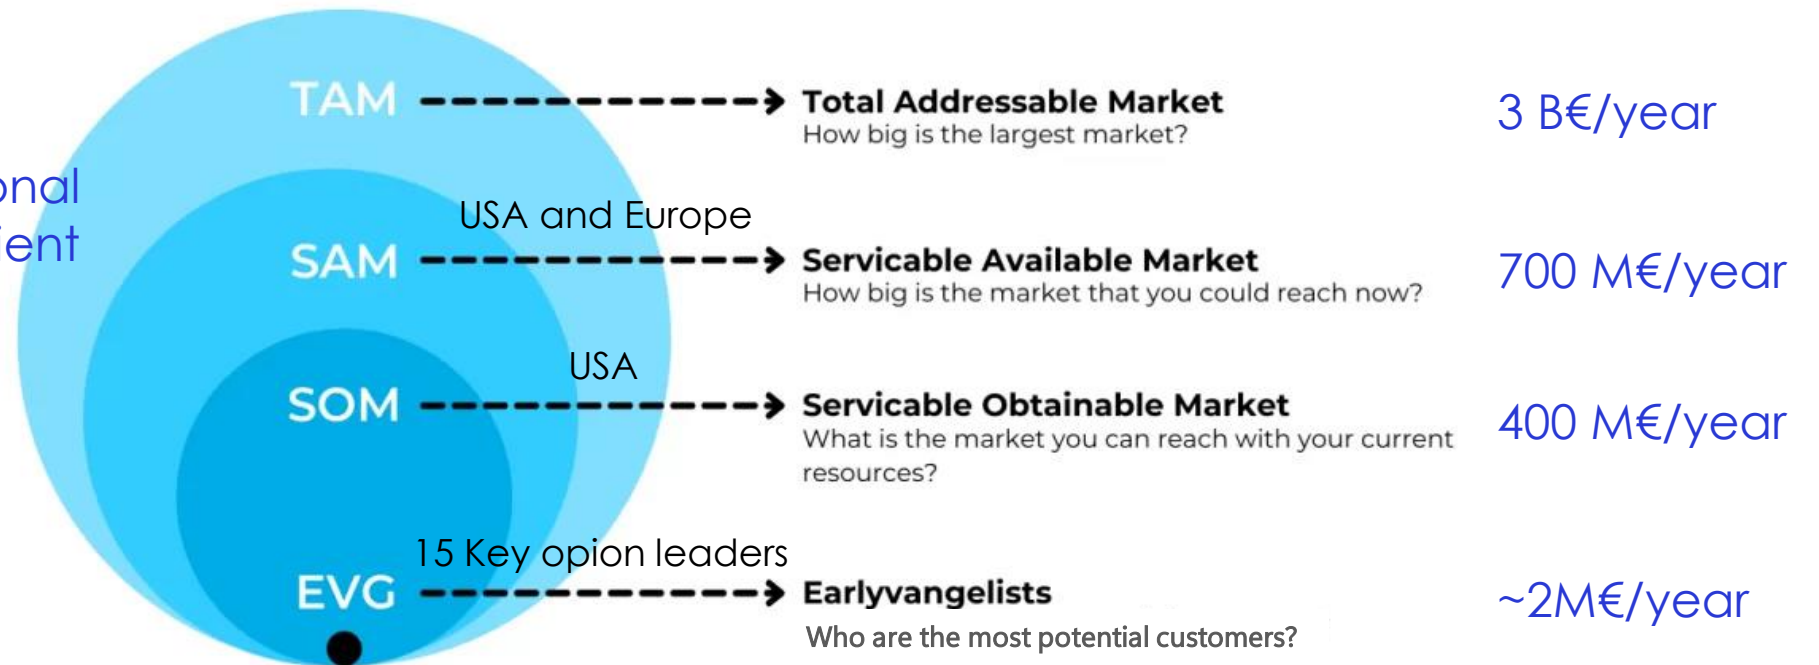 TAM
Total Addressable Market
How big is the largest market?
3 B€/year
USA and Europe
SAM
Servicable Available Market
How big is the market that you could reach now?
700 M€/year
USA
SOM
Servicable Obtainable Market
What is the market you can reach with your current
resources?
400 M€/year
15 Key opion leaders
EVG
Earlyvangelists
Who are the most potential customers?
~2M€/year